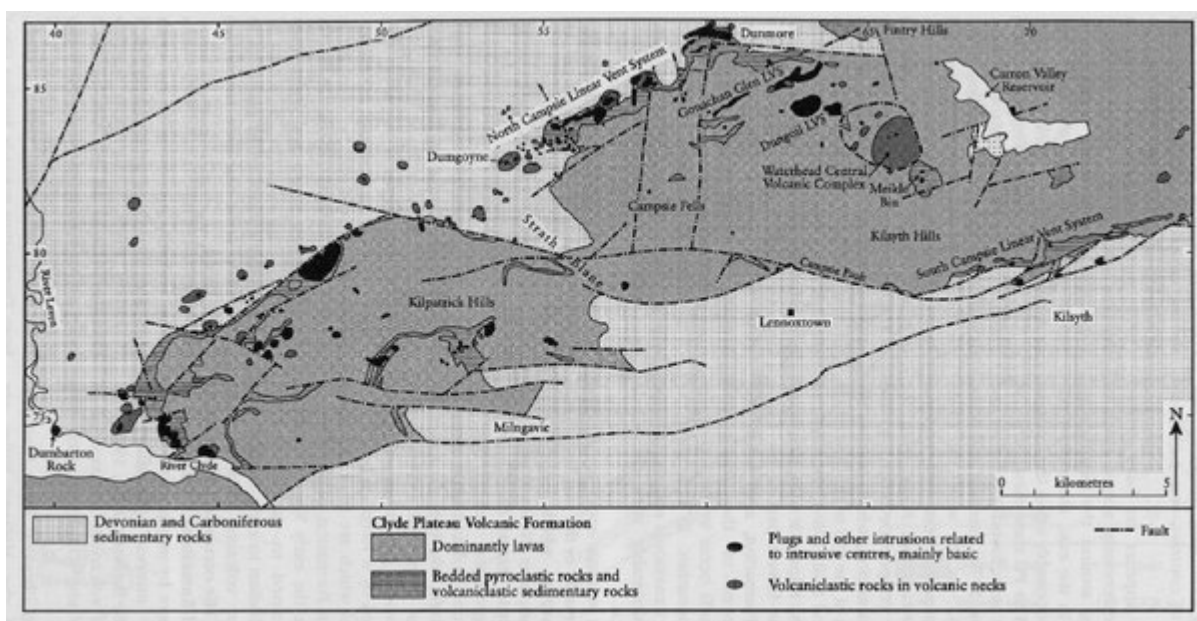 40
45
50
55
65
70
Dunmore
Fintry Hills
85
North Campsie Linear Vent System
Gonachan Glen LVS
Carron Valley
Reservoir
Dungoil LVS
Dumgoyne
Waterhead Central
Volcanic Complex
Meikle
Bin
Campsie Fells
Strath Blane
Kilsyth Hills
80
River Leven
Campsie Fault
South Campsie Linear Vent System
Kilpatrick Hills
Lennoxtown
Kilsyth
75
Milngavie
N
Dumbarton
Rock
River Clyde
0 kilometres 5
Devonian and Carboniferous
sedimentary rocks
Clyde Plateau Volcanic Formation
Dominantly lavas
Bedded pyroclastic rocks and
volcaniclastic sedimentary rocks
Plugs and other intrusions related
to intrusive centres, mainly basic
Volcaniclastic rocks in volcanic necks
Fault